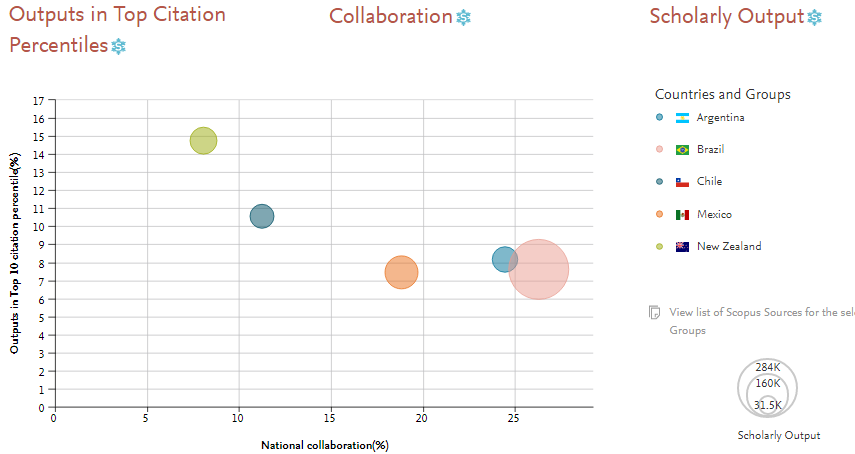 Outputs in Top Citation
Percentiles
Collaboration
Scholarly Output
Outputs in Top 10 citation percentile(%)
17
16
15
14
13
12
11
10
9
8
7
6
5
4
3
2
1
0
0
5
10
15
20
25
National collaboration(%)
Countries and Groups
Argentina
Brazil
Chile
Mexico
New Zealand
View list of Scopus Sources for the sele
Groups
284K
160K
31.5K
Scholarly Output